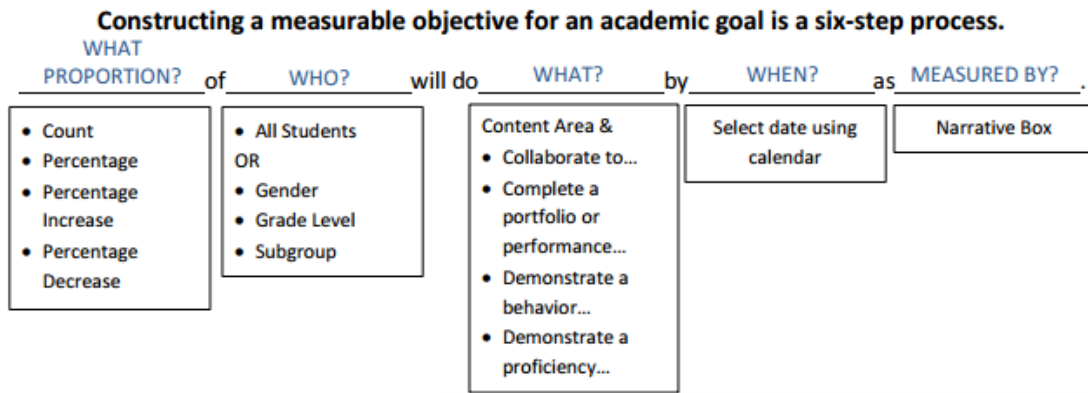 Constructing a measurable objective for an academic goal is a six-step process.
WHAT
PROPORTION? of WHO? will do WHAT? by WHEN? as MEASURED BY? .
• Count
• Percentage
• Percentage
Increase
• Percentage
Decrease
• All Students
OR
• Gender
• Grade Level
• Subgroup
Content Area &
• Collaborate to…
• Complete a
portfolio or
performance…
• Demonstrate a
behavior…
• Demonstrate a
proficiency…
Select date using
calendar
Narrative Box